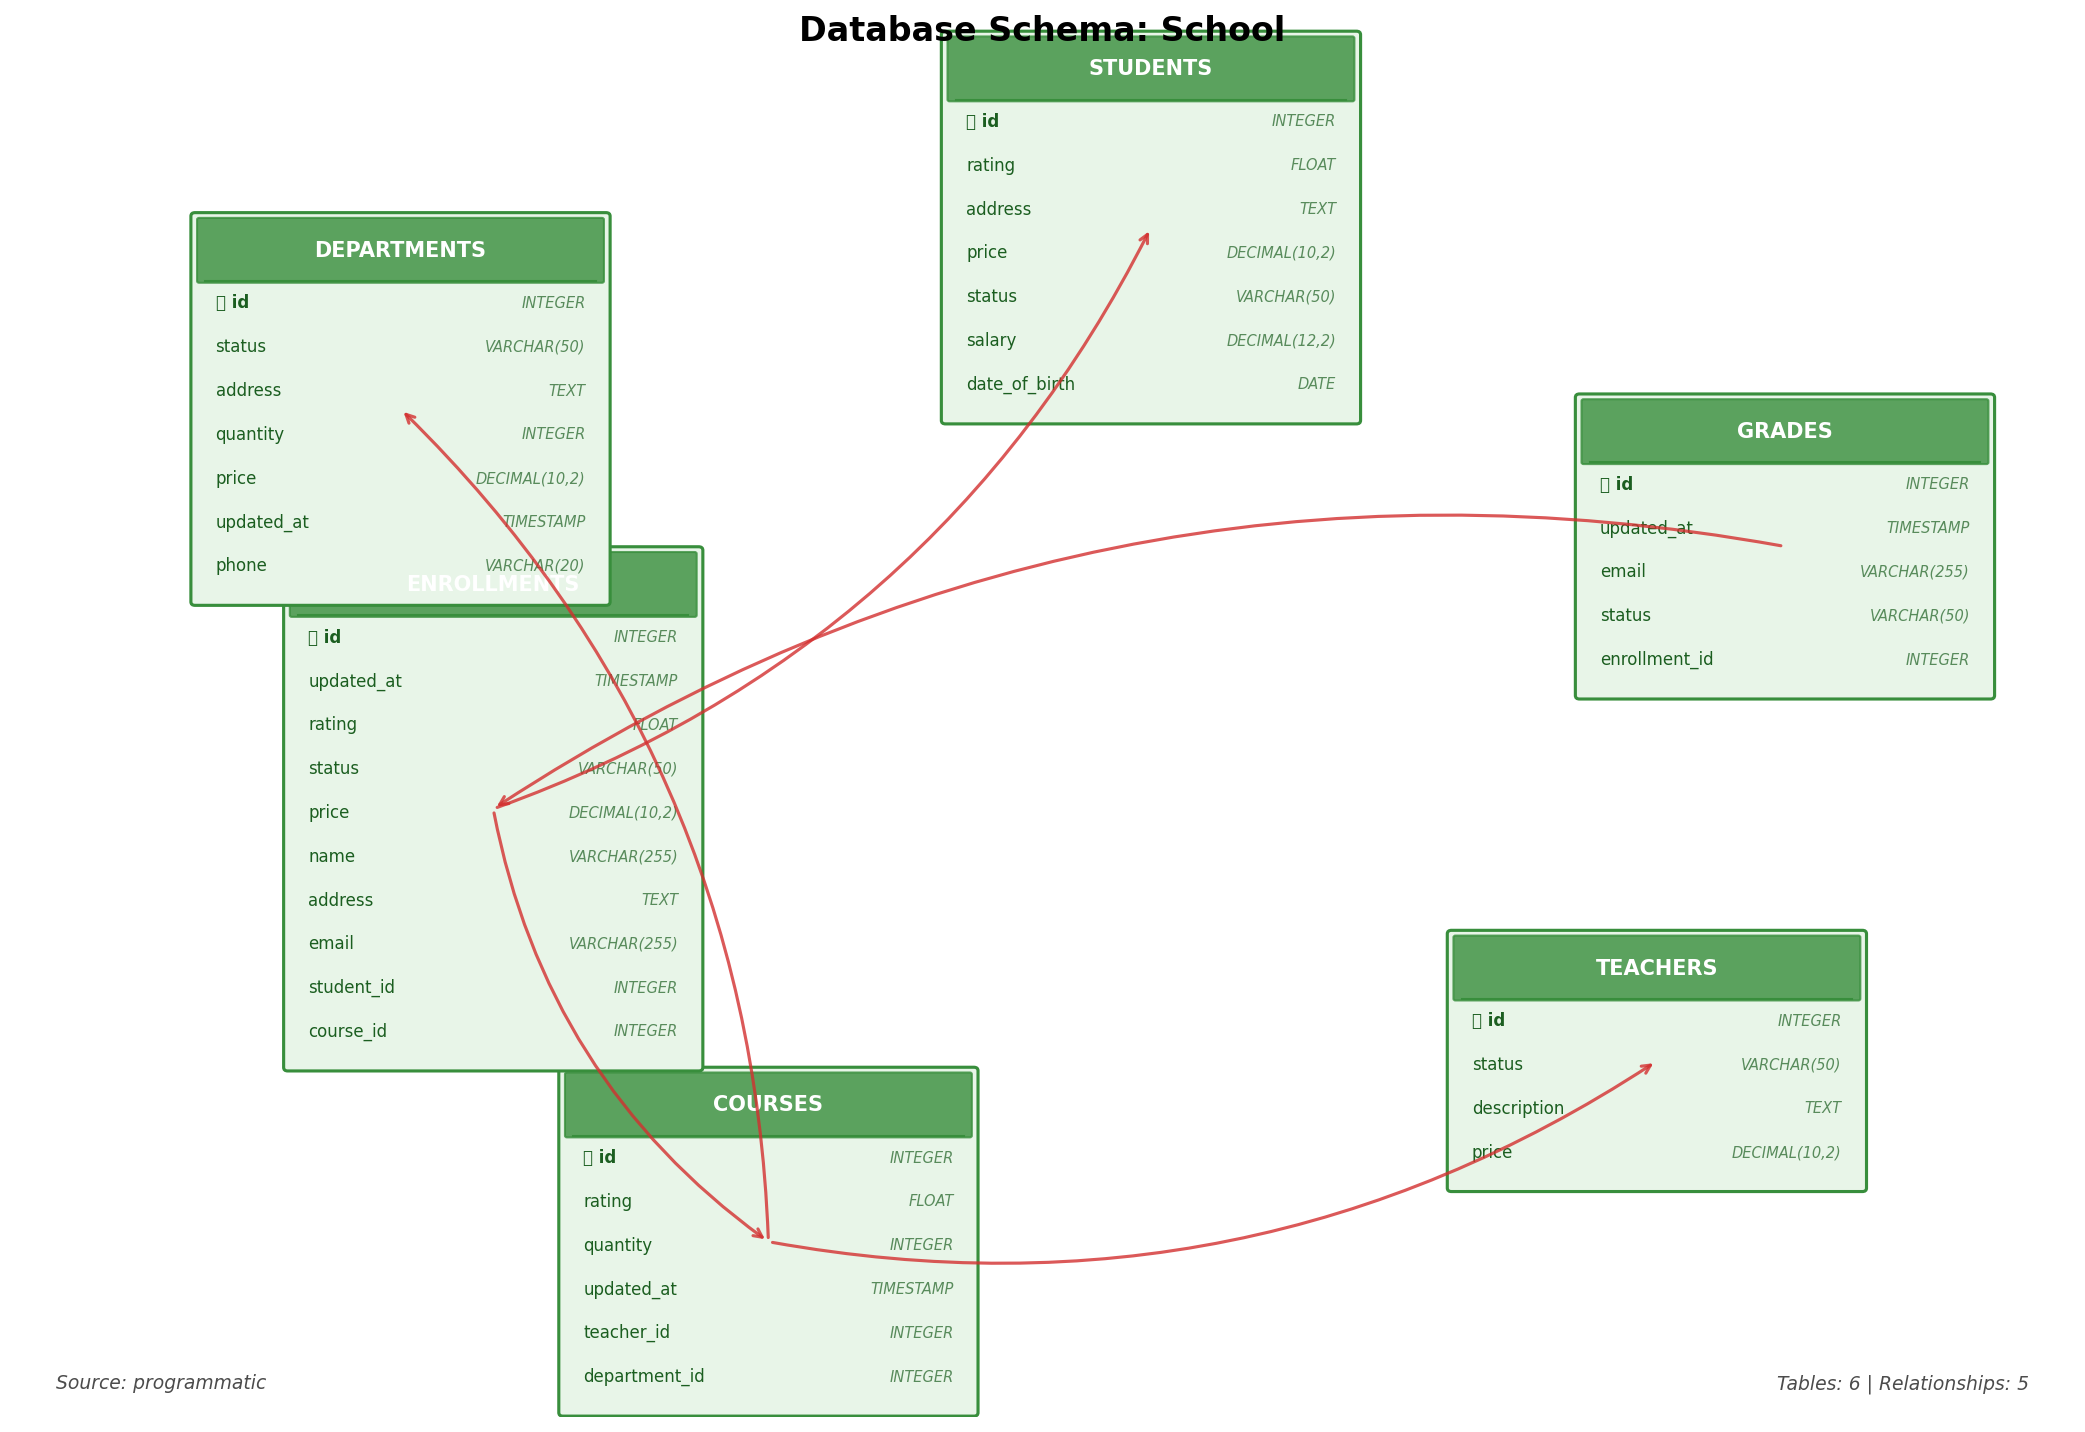 Database Schema: School
STUDENTS
id INTEGER
rating FLOAT
address TEXT
price DECIMAL(10,2)
status VARCHAR(50)
salary DECIMAL(12,2)
date_of_birth DATE
DEPARTMENTS
id INTEGER
status VARCHAR(50)
address TEXT
quantity INTEGER
price DECIMAL(10,2)
updated_at TIMESTAMP
phone VARCHAR(20)
GRADES
id INTEGER
updated_at TIMESTAMP
email VARCHAR(255)
status VARCHAR(50)
enrollment_id INTEGER
ENROLLMENTS
id INTEGER
updated_at TIMESTAMP
rating FLOAT
status VARCHAR(50)
price DECIMAL(10,2)
name VARCHAR(255)
address TEXT
email VARCHAR(255)
student_id INTEGER
course_id INTEGER
TEACHERS
id INTEGER
status VARCHAR(50)
description TEXT
price DECIMAL(10,2)
COURSES
id INTEGER
rating FLOAT
quantity INTEGER
updated_at TIMESTAMP
teacher_id INTEGER
department_id INTEGER
Source: programmatic
Tables: 6 | Relationships: 5